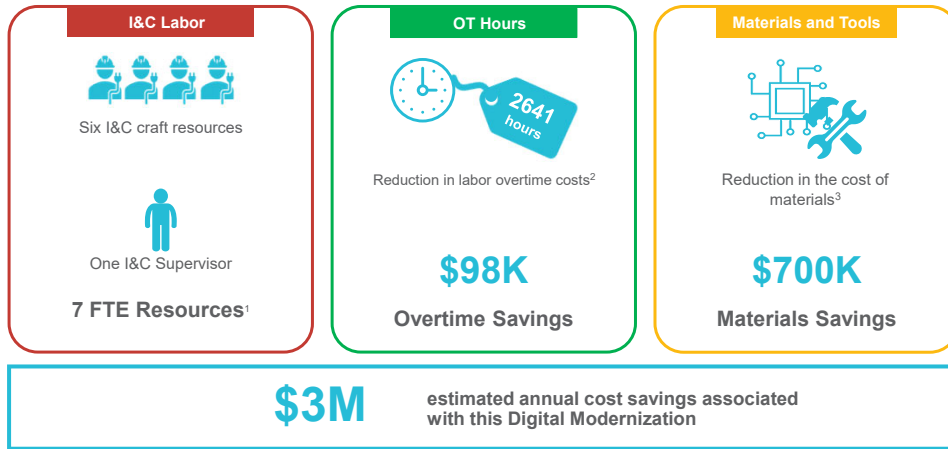 I&C Labor
Six I&C craft resources
One I&C Supervisor
7 FTE Resources¹
OT Hours
2641
hours
Reduction in labor overtime costs²
$98K
Overtime Savings
Materials and Tools
Reduction in the cost of
materials³
$700K
Materials Savings
$3M
estimated annual cost savings associated
with this Digital Modernization